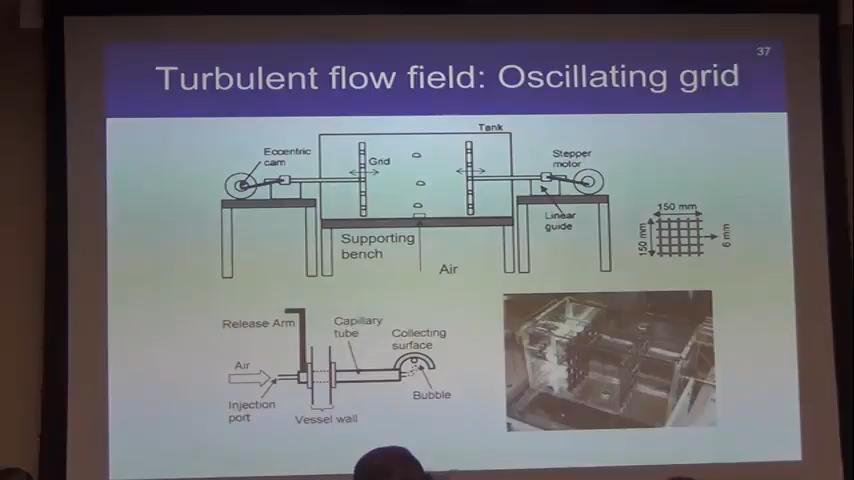 37
Turbulent flow field: Oscillating grid
Tank
Eccentric
cam
Grid
Stepper
motor
Linear
guide
Supporting
bench
Air
150 mm
150 mm
6 mm
Release Arm
Capillary
tube
Collecting
surface
Air
Injection
port
Vessel wall
Bubble